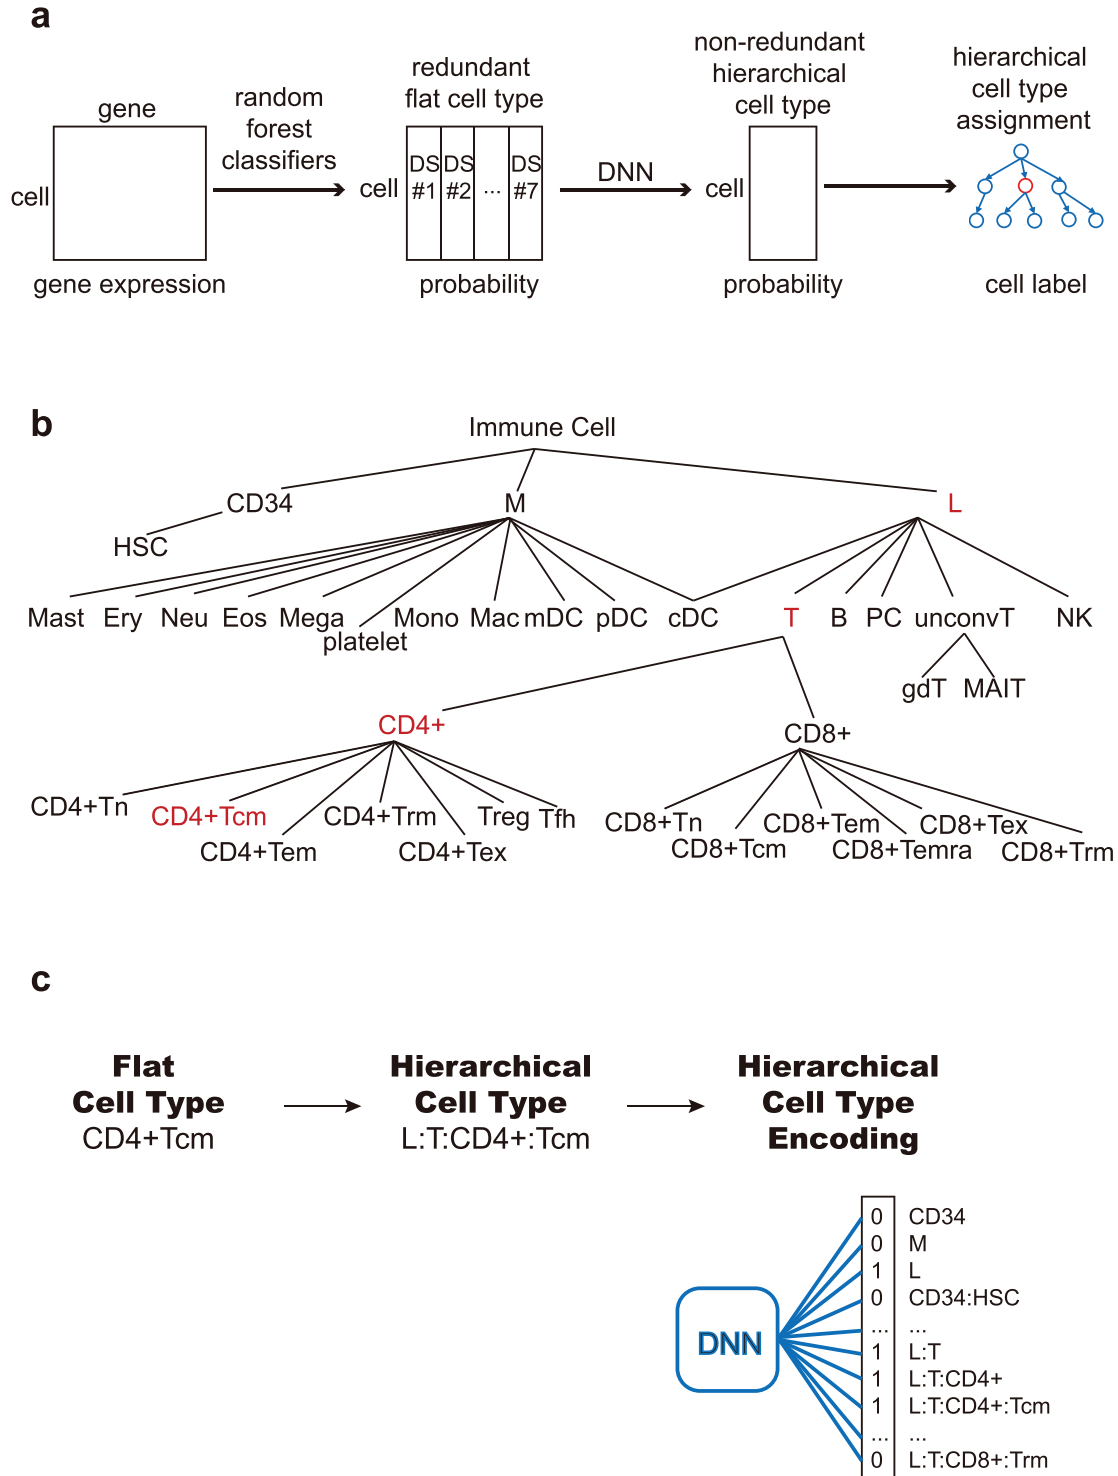 a
gene
cell
gene expression
random
forest
classifiers
redundant
flat cell type
cell
DS
#1
DS
#2
...
DS
#7
probability
DNN
non-redundant
hierarchical
cell type
cell
probability
hierarchical
cell type
assignment
cell label
b
Immune Cell
CD34
M
L
HSC
Mast
Ery
Neu
Eos
Mega
platelet
Mono
Mac
mDC
pDC
cDC
T
B
PC
unconvT
NK
gdT
MAIT
CD4+
CD8+
CD4+Tn
CD4+Tcm
CD4+Tem
CD4+Trm
CD4+Tex
Treg
Tfh
CD8+Tn
CD8+Tcm
CD8+Tem
CD8+Temra
CD8+Tex
CD8+Trm
c
Flat
Cell Type
CD4+Tcm
Hierarchical
Cell Type
L:T:CD4+:Tcm
Hierarchical
Cell Type
Encoding
DNN
0 CD34
0 M
1 L
0 CD34:HSC
... ...
1 L:T
1 L:T:CD4+
1 L:T:CD4+:Tcm
... ...
0 L:T:CD8+:Trm